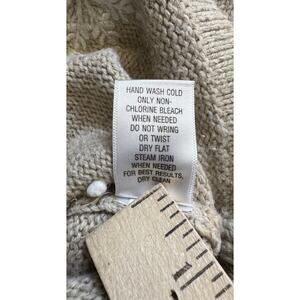 HAND WASH COLD
ONLY NON-
CHLORINE BLEACH
WHEN NEEDED
DO NOT WRING
OR TWIST
DRY FLAT
STEAM IRON
WHEN NEEDED
FOR BEST RESULTS,
DRY CLEAN